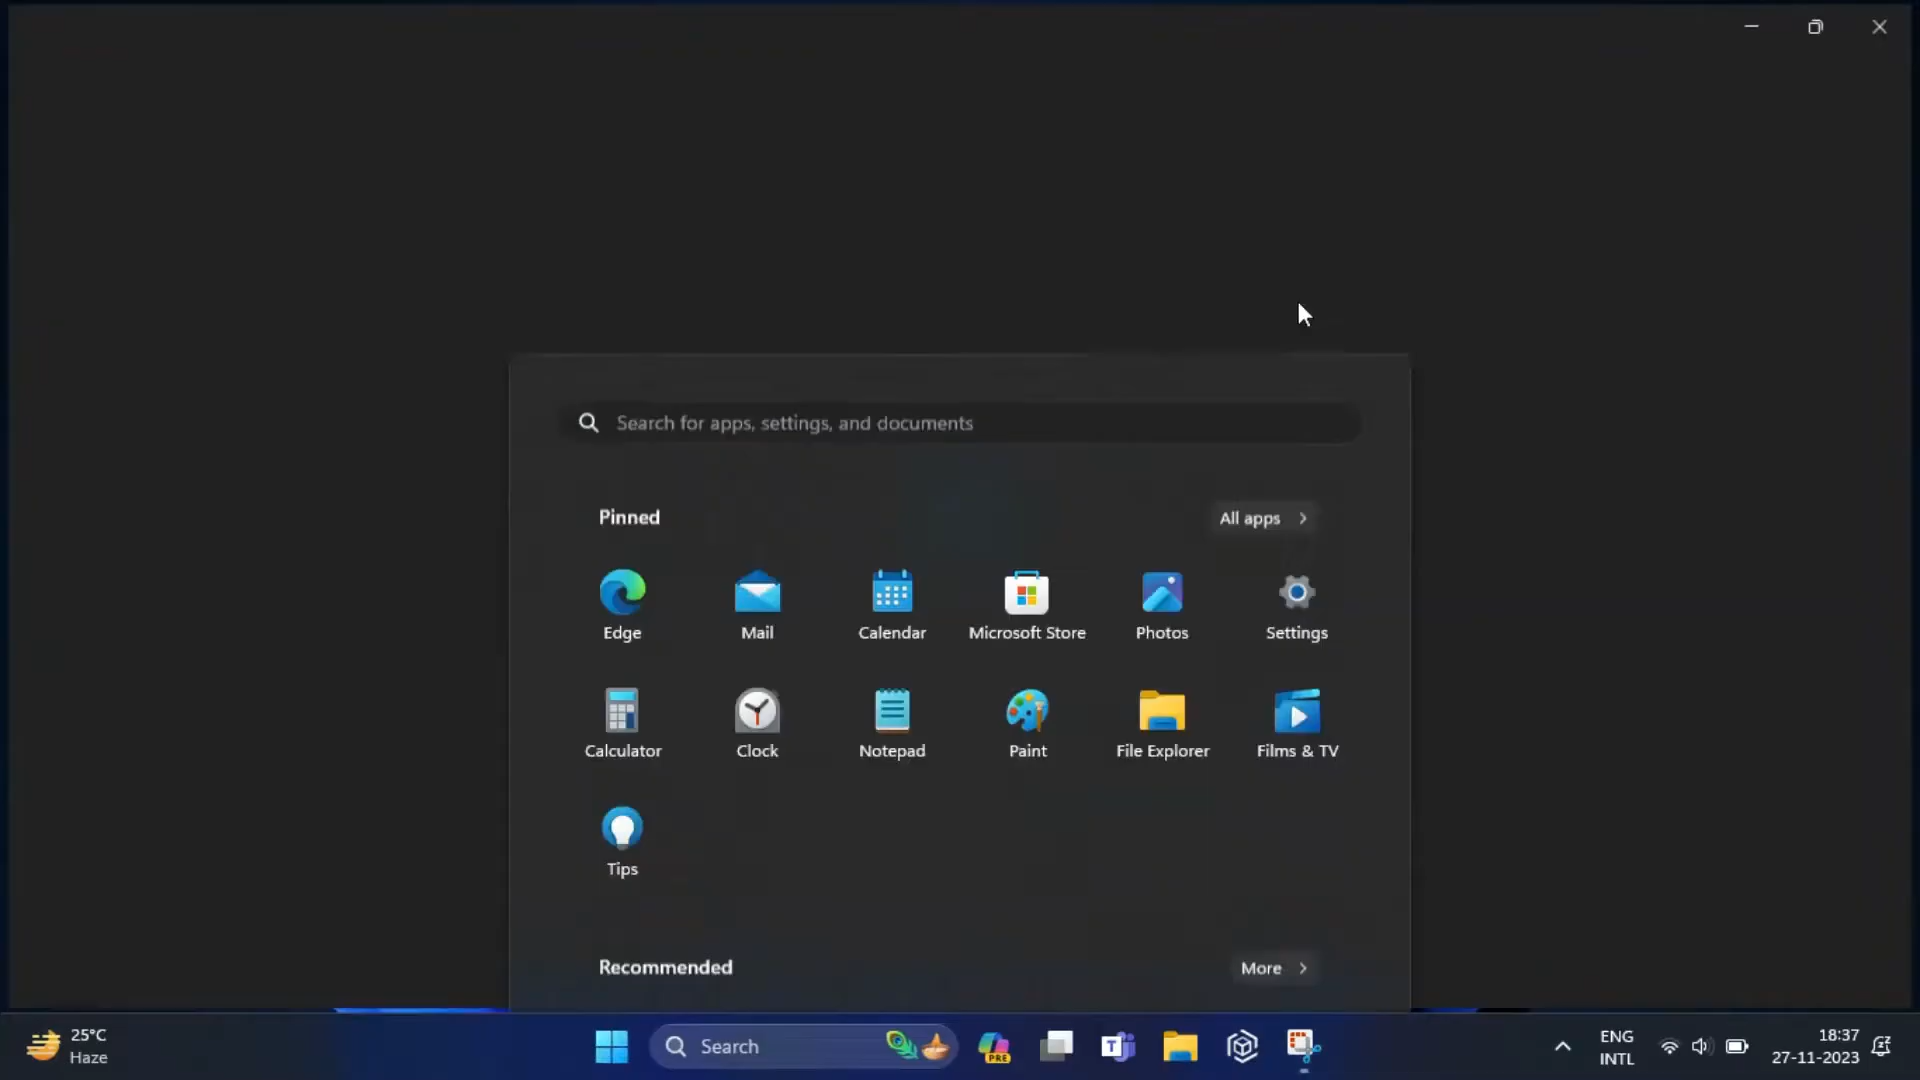 Search for apps, settings, and documents
Pinned
All apps
Edge
Mail
Calendar
Microsoft Store
Photos
Settings
Calculator
Clock
Notepad
Paint
File Explorer
Films & TV
Tips
Recommended
More
25°C
Haze
Search
PRE
T
ENG
INTL
18:37
27-11-2023